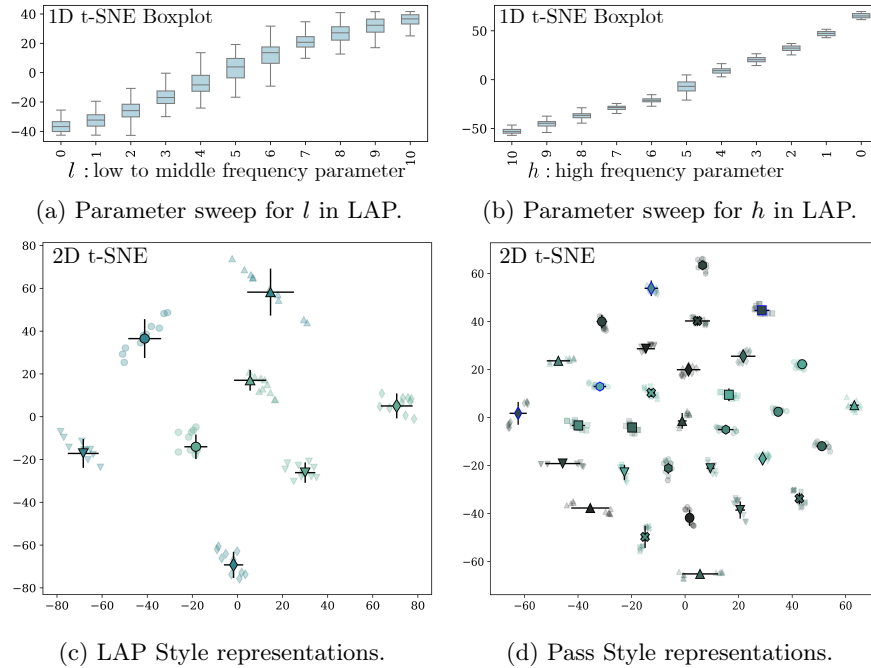 1D t-SNE Boxplot
40
20
0
−20
−40
0 1 2 3 4 5 6 7 8 9 10
l : low to middle frequency parameter
(a) Parameter sweep for l in LAP.
1D t-SNE Boxplot
50
0
−50
10 9 8 7 6 5 4 3 2 1 0
h : high frequency parameter
(b) Parameter sweep for h in LAP.
2D t-SNE
80
60
40
20
0
−20
−40
−60
−80
−80 −60 −40 −20 0 20 40 60 80
(c) LAP Style representations.
2D t-SNE
60
40
20
0
−20
−40
−60
−60 −40 −20 0 20 40 60
(d) Pass Style representations.